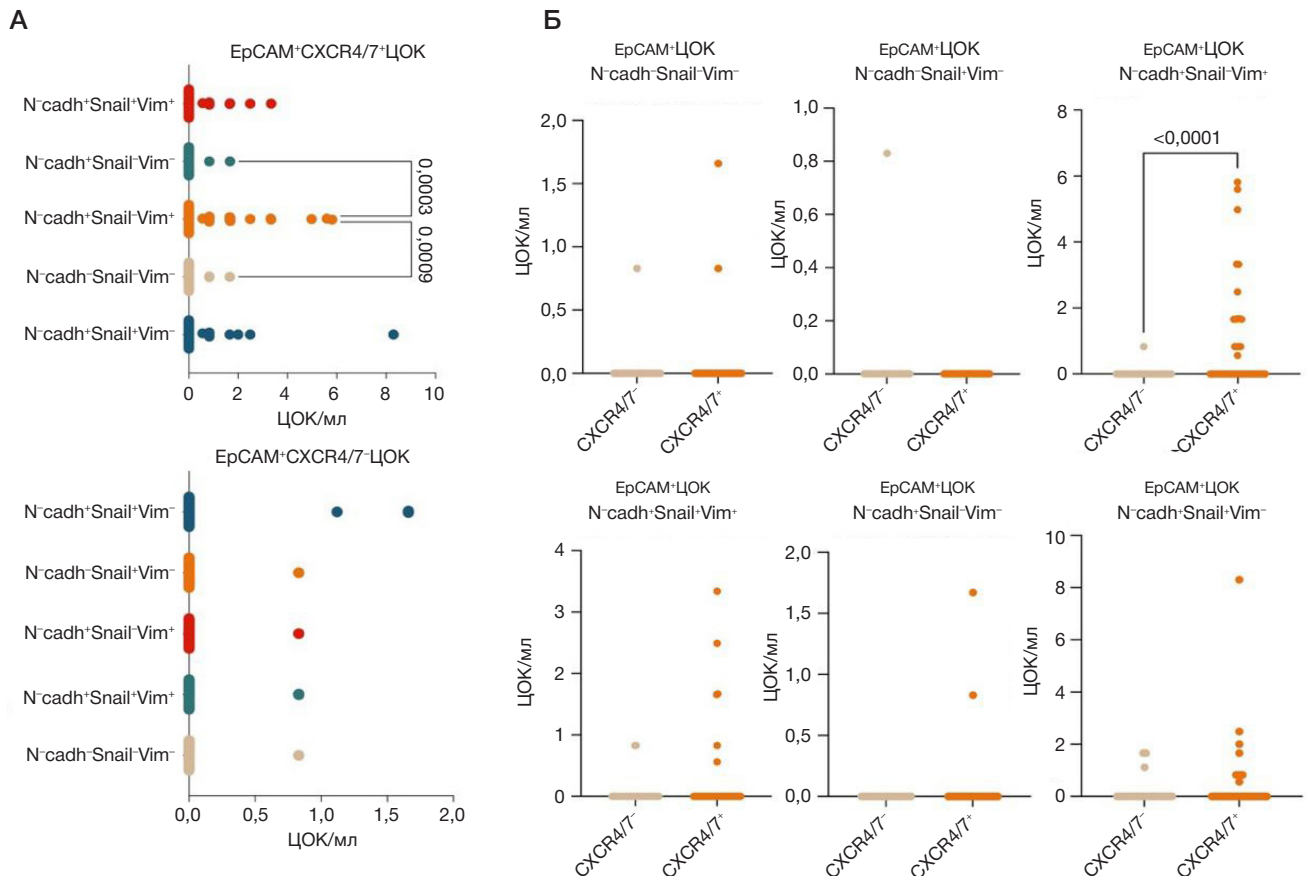 А
EpCAM⁺CXCR4/7⁺ЦОК
N⁻cadh⁺Snail⁺Vim⁺
N⁻cadh⁺Snail⁻Vim⁻
N⁻cadh⁺Snail⁻Vim⁺
N⁻cadh⁻Snail⁻Vim⁻
N⁻cadh⁺Snail⁺Vim⁻
0,0003
0,0009
0 2 4 6 8 10
ЦОК/мл
EpCAM⁺CXCR4/7⁻ЦОК
N⁻cadh⁺Snail⁺Vim⁻
N⁻cadh⁻Snail⁺Vim⁻
N⁻cadh⁺Snail⁻Vim⁺
N⁻cadh⁺Snail⁺Vim⁺
N⁻cadh⁻Snail⁻Vim⁻
0,0 0,5 1,0 1,5 2,0
ЦОК/мл
Б
EpCAM⁺ЦОК
N⁻cadh⁻Snail⁻Vim⁻
2,0
1,5
1,0
0,5
0,0
ЦОК/мл
CXCR4/7⁻
CXCR4/7⁺
EpCAM⁺ЦОК
N⁻cadh⁻Snail⁺Vim⁻
1,0
0,8
0,6
0,4
0,2
0,0
ЦОК/мл
CXCR4/7⁻
CXCR4/7⁺
EpCAM⁺ЦОК
N⁻cadh⁺Snail⁻Vim⁺
<0,0001
8
6
4
2
0
ЦОК/мл
CXCR4/7⁻
CXCR4/7⁺
EpCAM⁺ЦОК
N⁻cadh⁺Snail⁺Vim⁺
4
3
2
1
0
ЦОК/мл
CXCR4/7⁻
CXCR4/7⁺
EpCAM⁺ЦОК
N⁻cadh⁺Snail⁻Vim⁻
2,0
1,5
1,0
0,5
0,0
ЦОК/мл
CXCR4/7⁻
CXCR4/7⁺
EpCAM⁺ЦОК
N⁻cadh⁺Snail⁺Vim⁻
10
8
6
4
2
0
ЦОК/мл
CXCR4/7⁻
CXCR4/7⁺